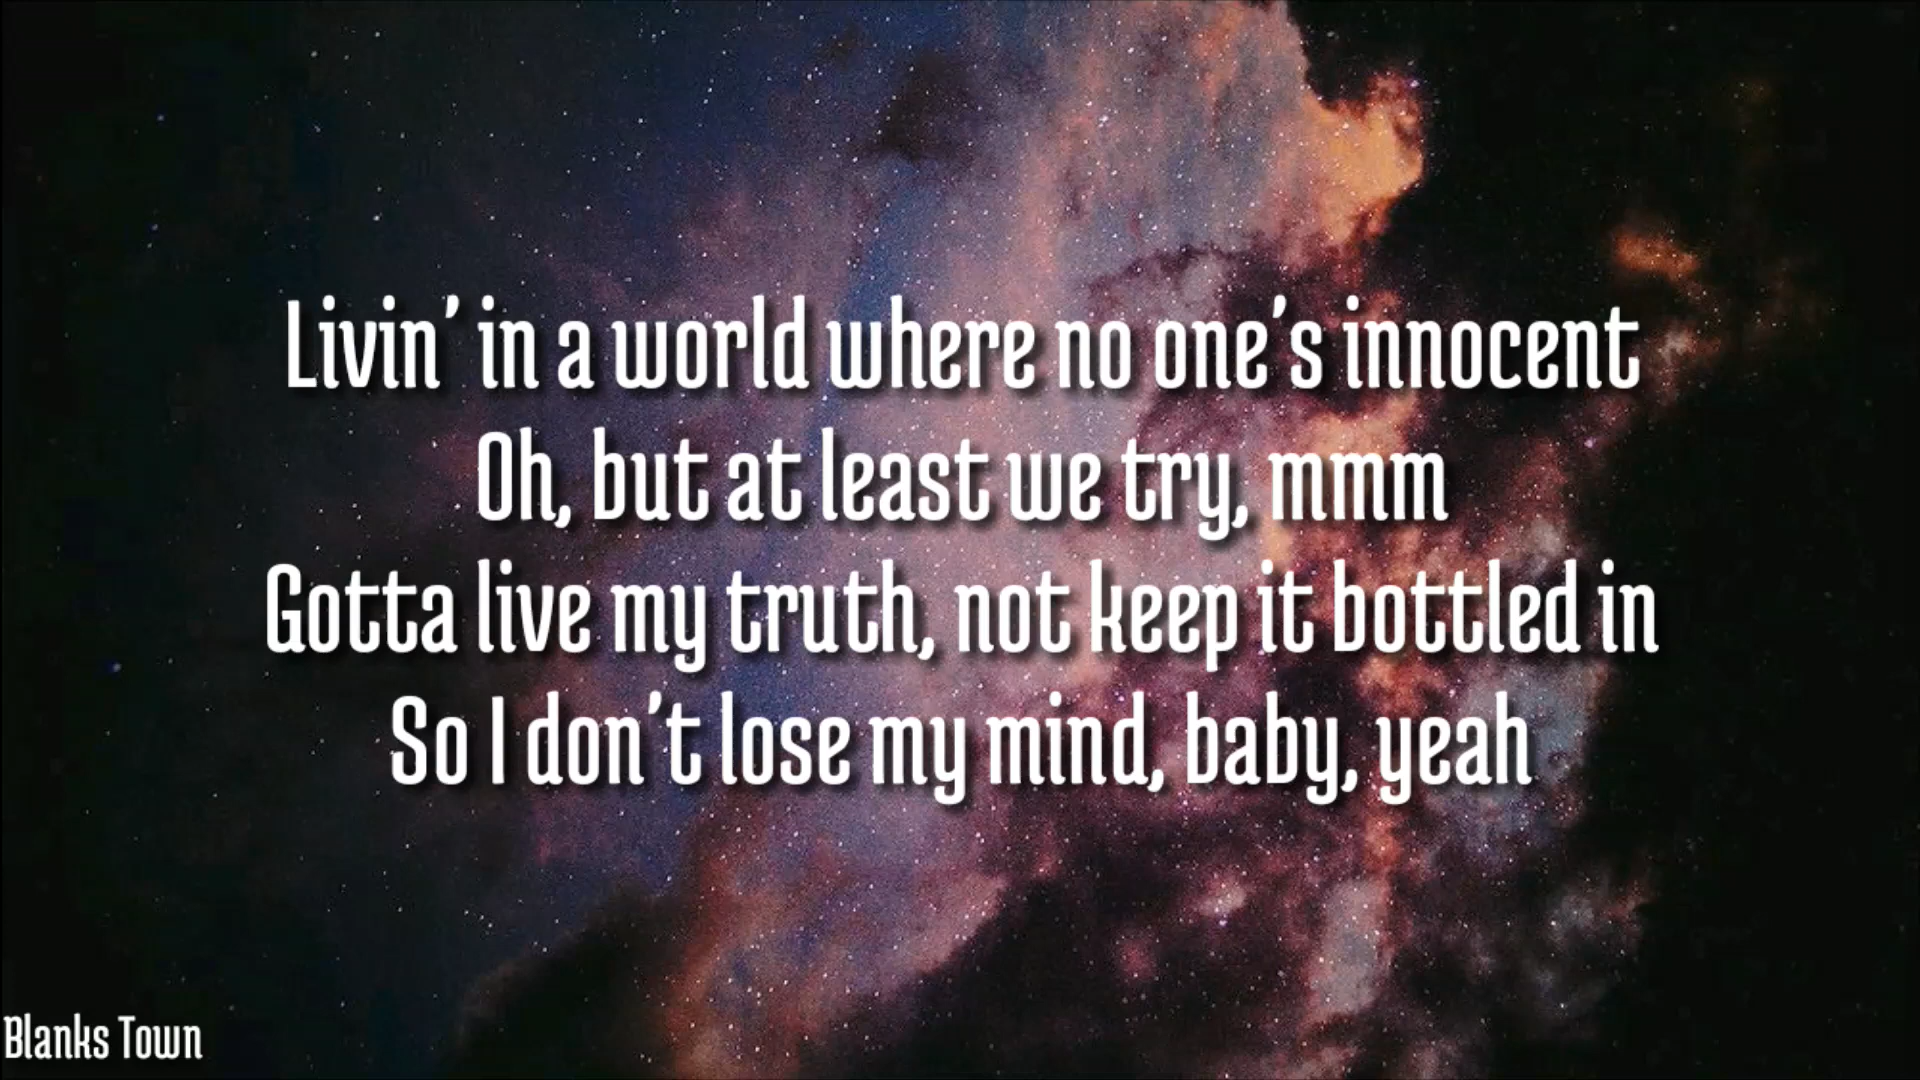 Livin' in a world where no one's innocent
Oh, but at least we try, mmm
Gotta live my truth, not keep it bottled in
So I don't lose my mind, baby, yeah
Blanks Town